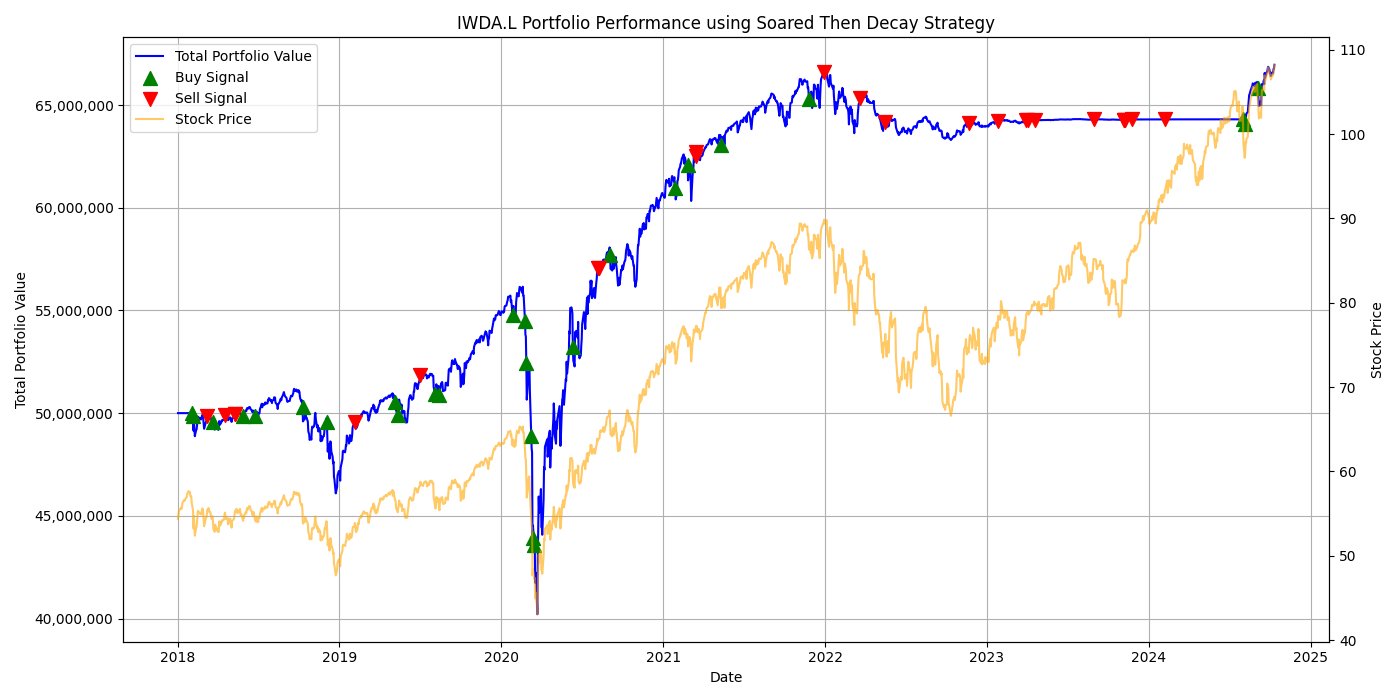 IWDA.L Portfolio Performance using Soared Then Decay Strategy
Total Portfolio Value
Buy Signal
Sell Signal
Stock Price
65,000,000
60,000,000
55,000,000
50,000,000
45,000,000
40,000,000
Total Portfolio Value
110
100
90
80
70
60
50
40
Stock Price
2018 2019 2020 2021 2022 2023 2024 2025
Date